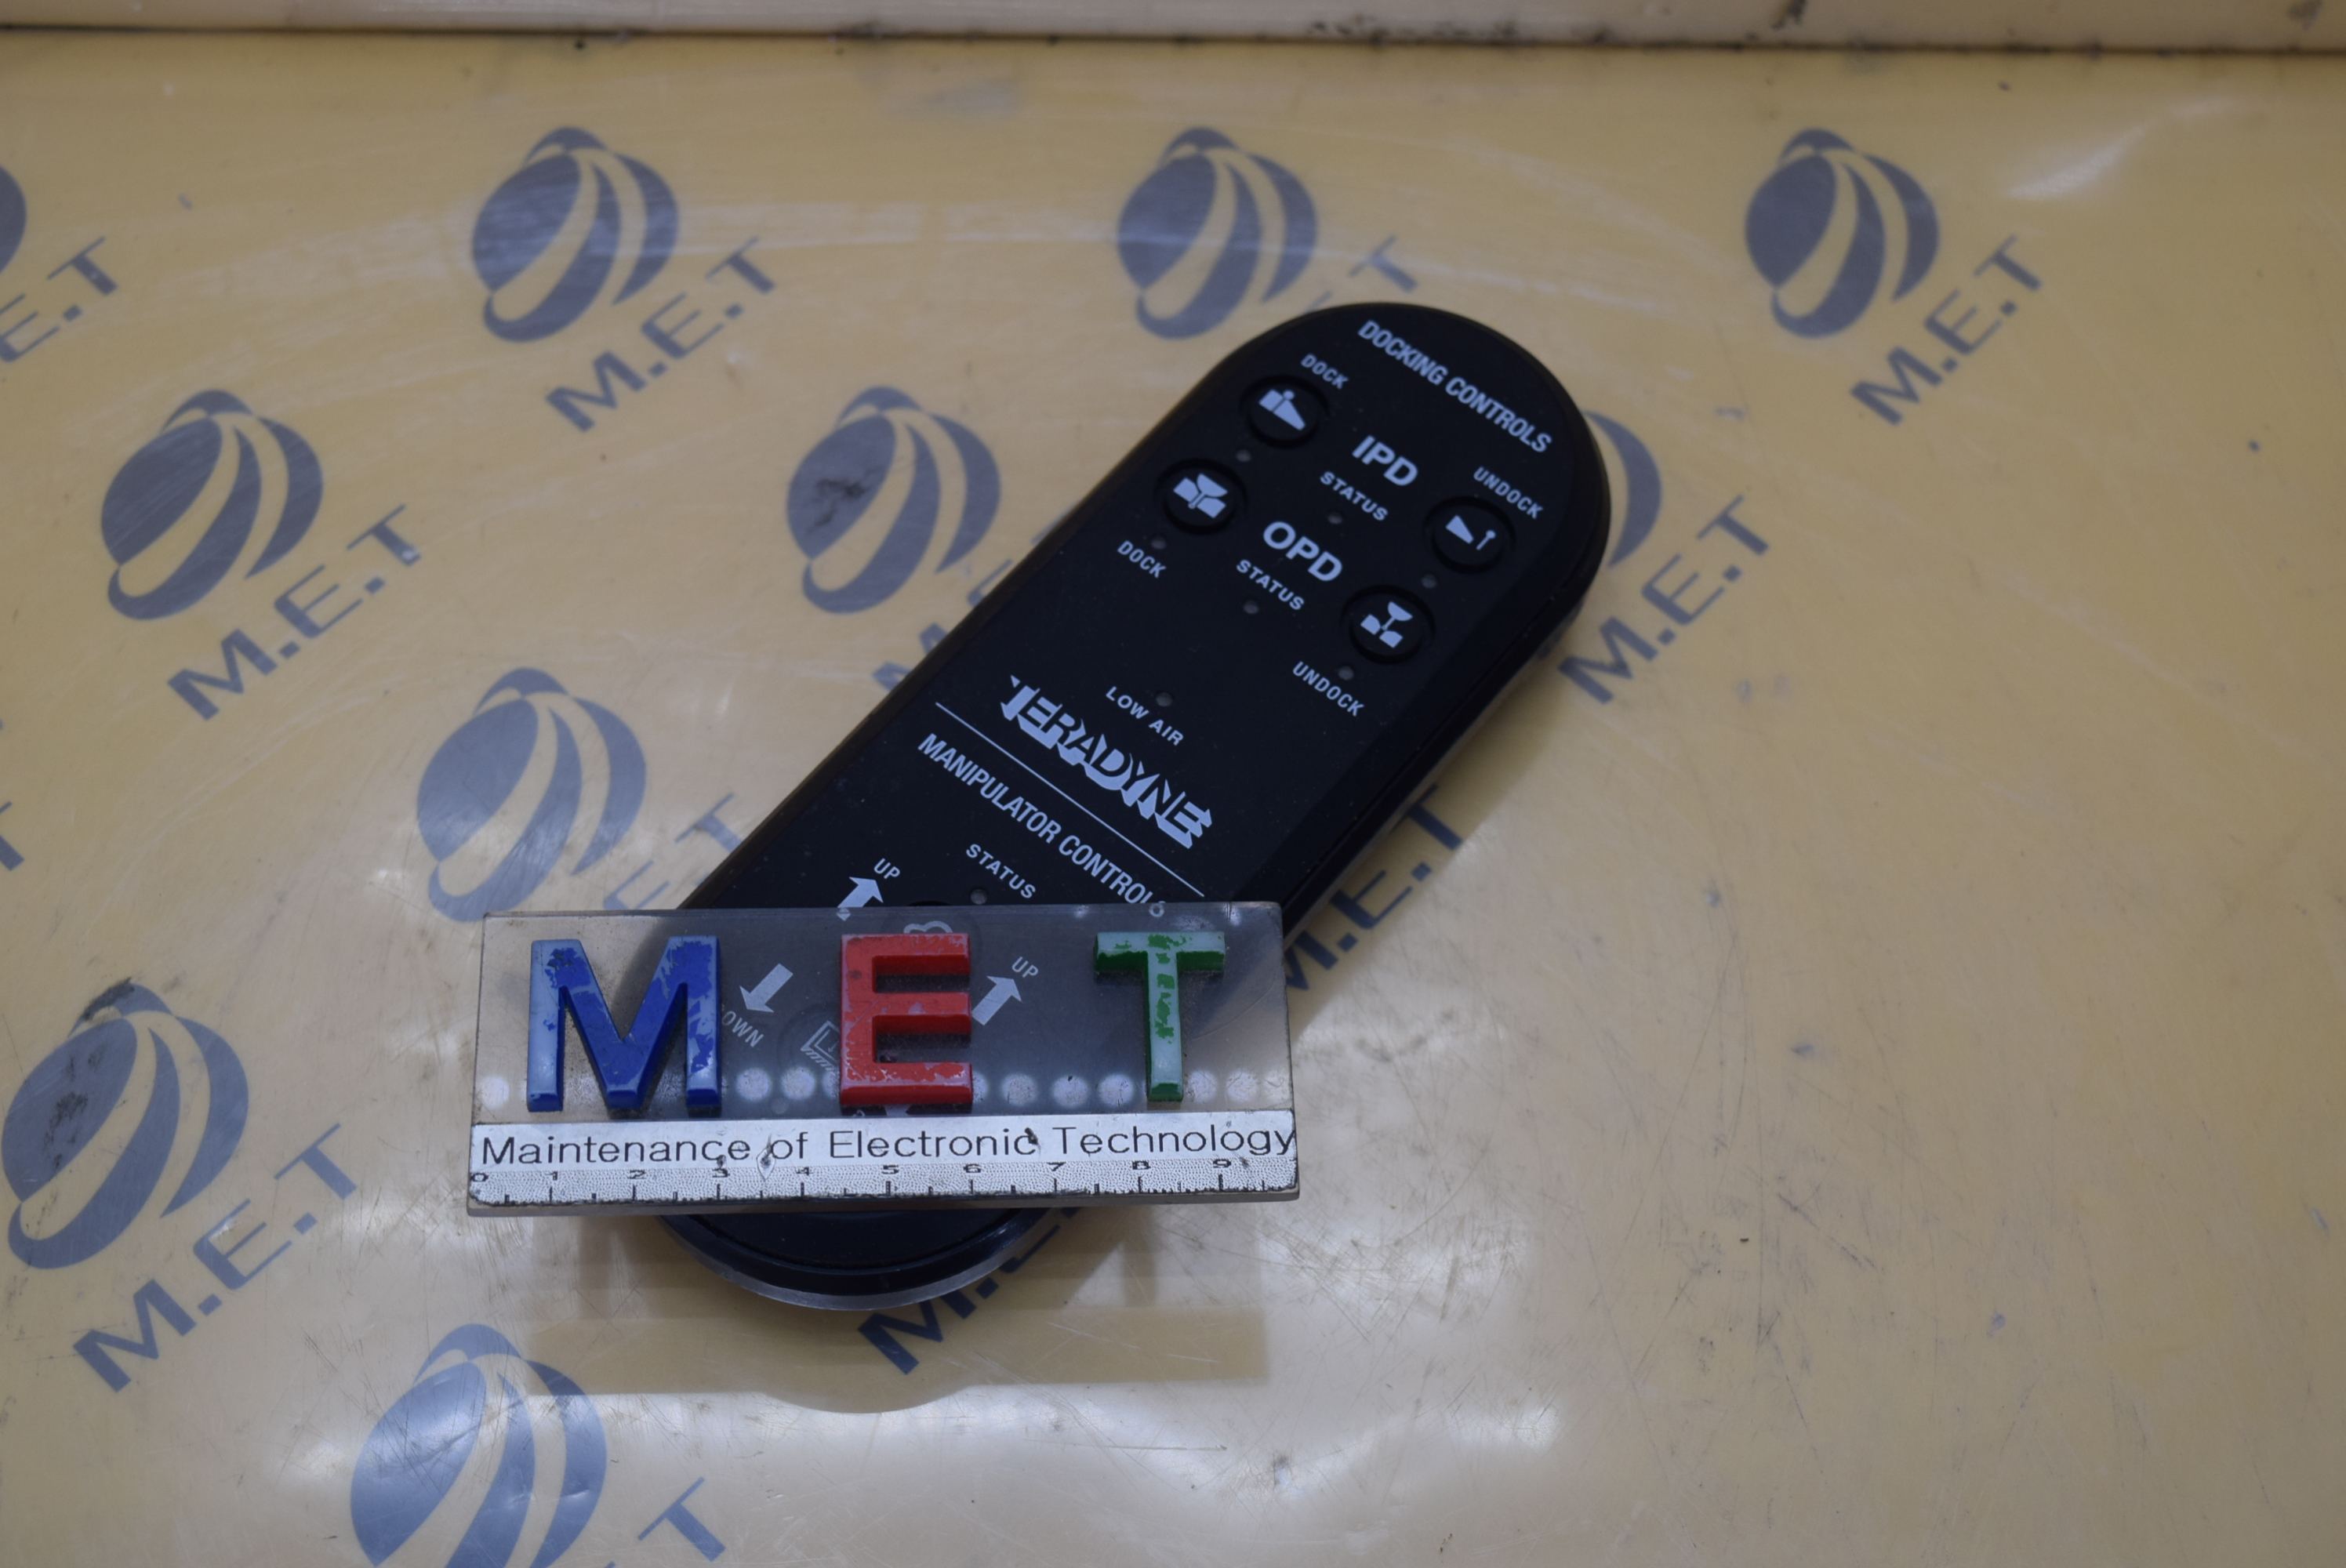 M.E.T
M.E.T
M.E.T
M.E.T
M.E.T
M.E.T
M.E.T
DOCKING CONTROLS
DOCK
IPD
STATUS
UNDOCK
OPD
DOCK
STATUS
UNDOCK
LOW AIR
TERADYNE
MANIPULATOR CONTROLS
STATUS
UP
UP
M E T
Maintenance of Electronic Technology
0 1 2 3 4 5 6 7 8 9